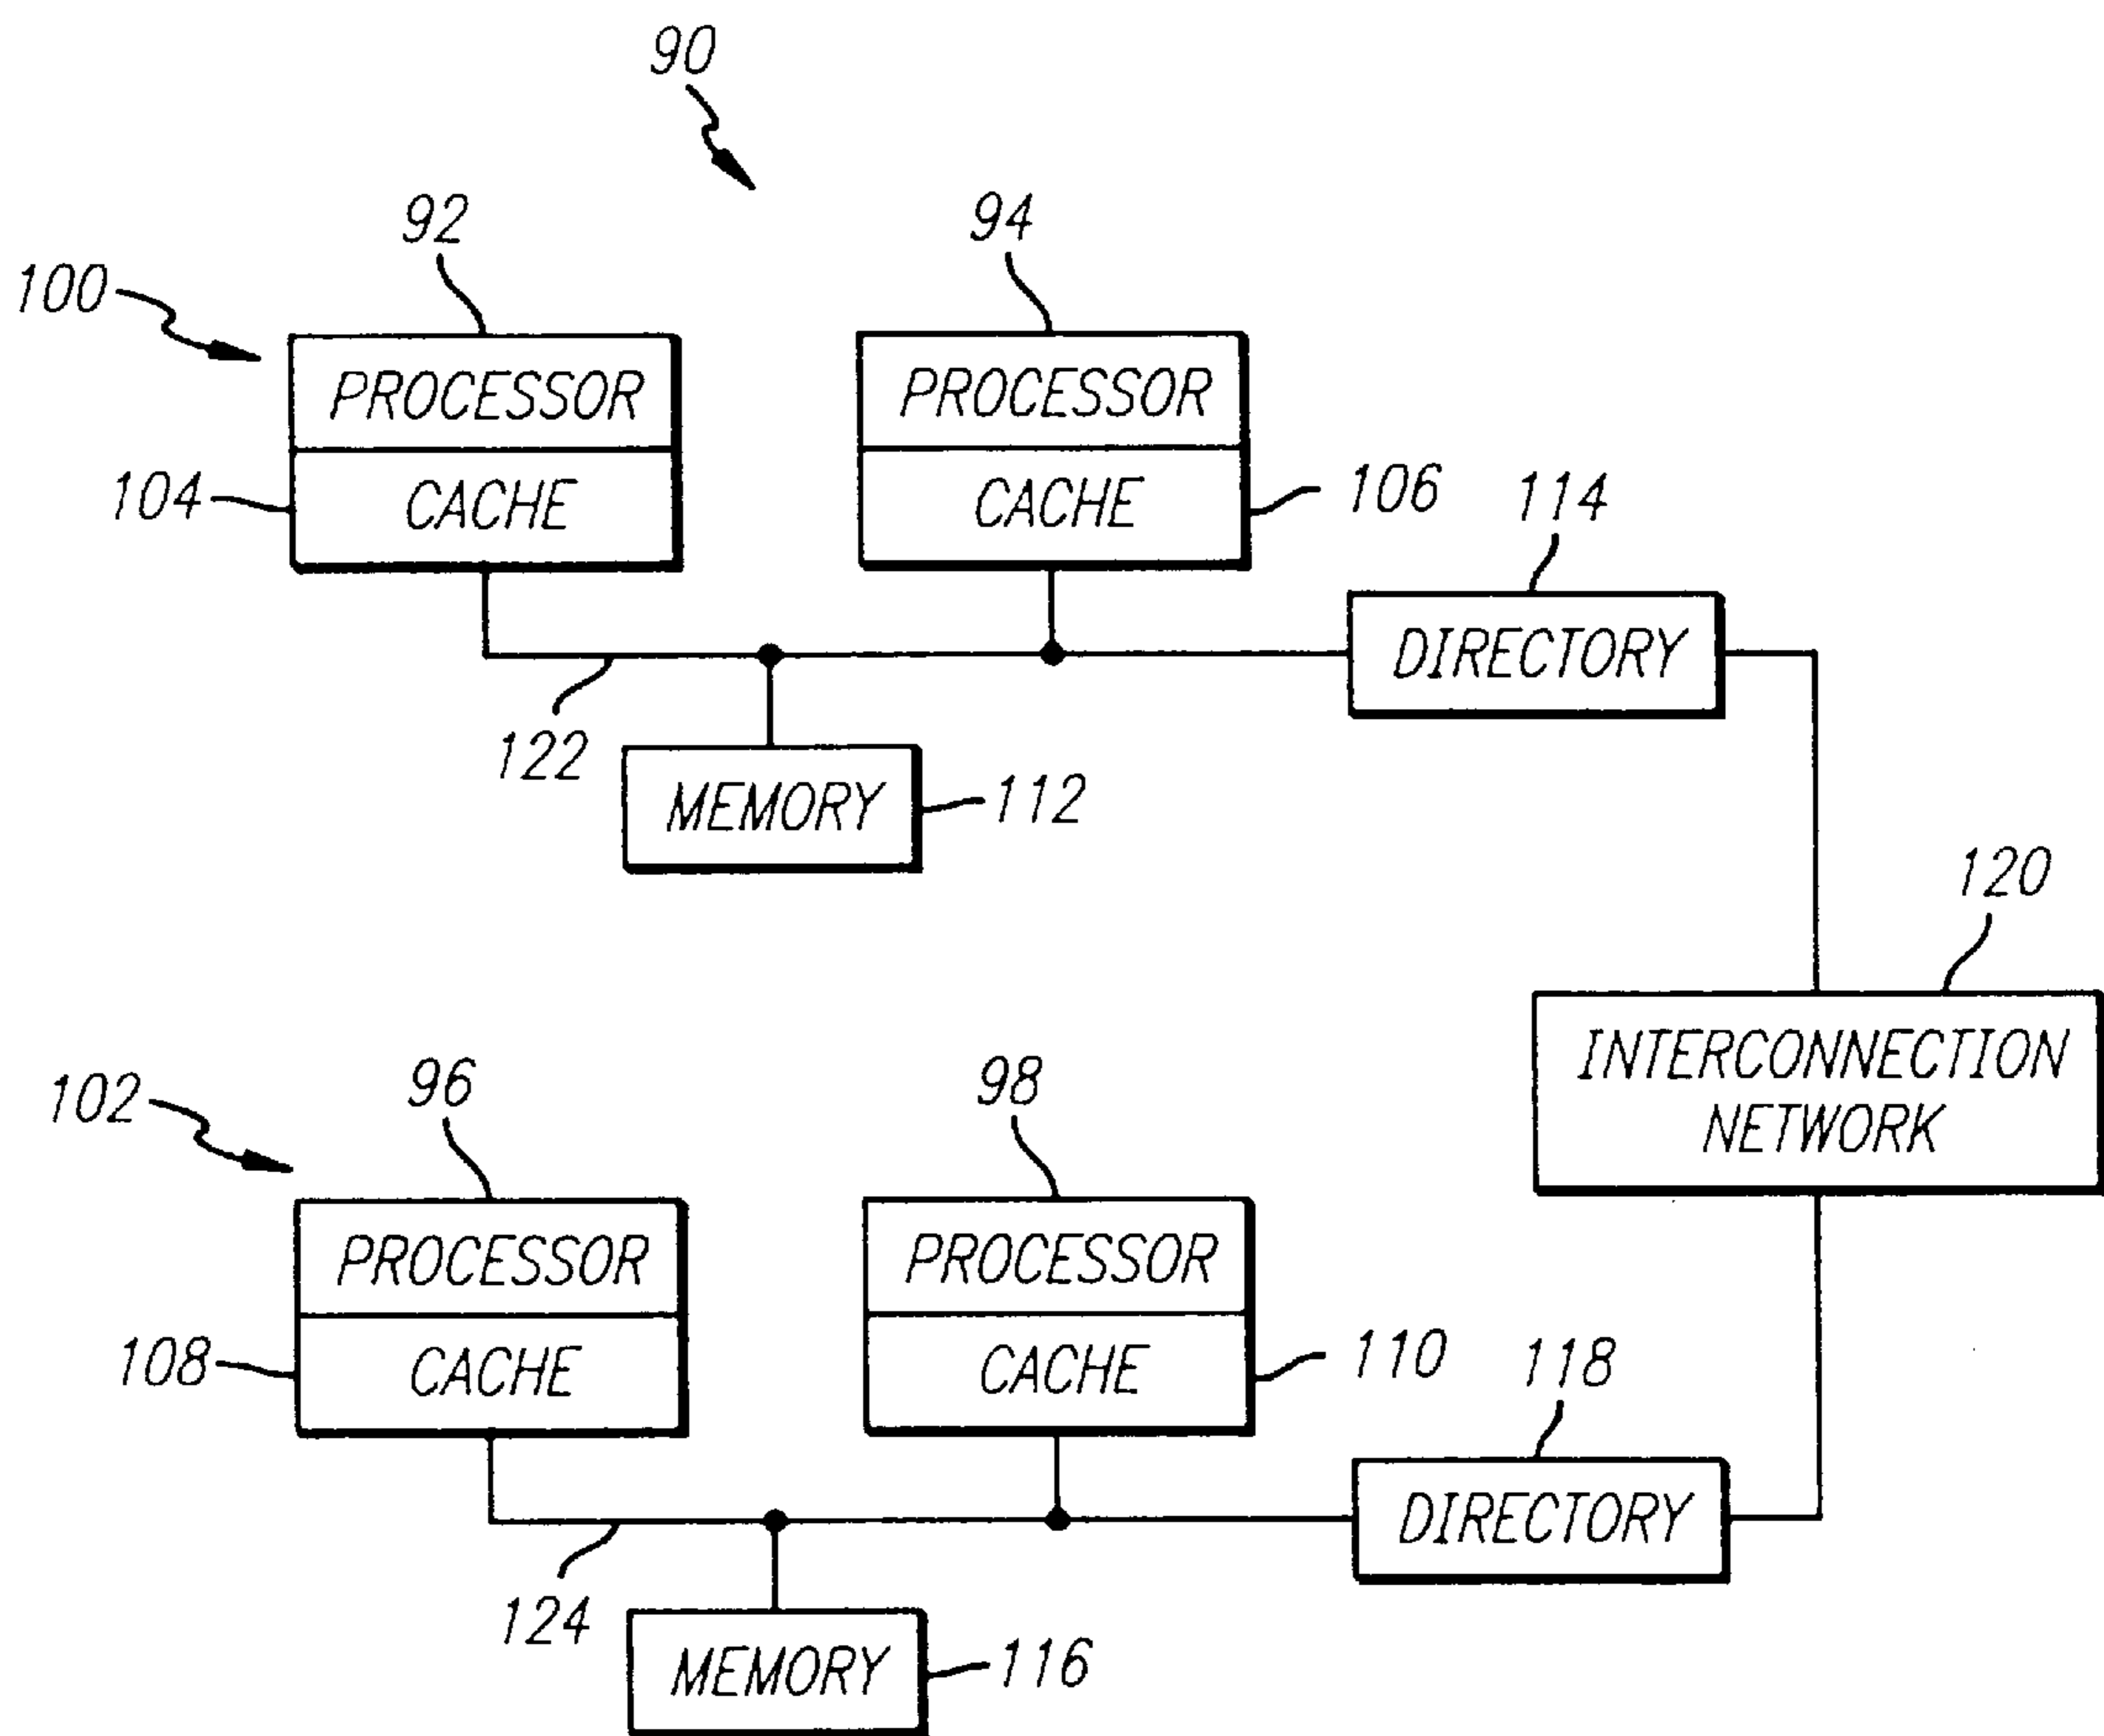 90
92
94
100
PROCESSOR
PROCESSOR
104
CACHE
CACHE
106
114
DIRECTORY
122
MEMORY
112
120
INTERCONNECTION
NETWORK
96
98
102
PROCESSOR
PROCESSOR
108
CACHE
CACHE
110
118
DIRECTORY
124
MEMORY
116